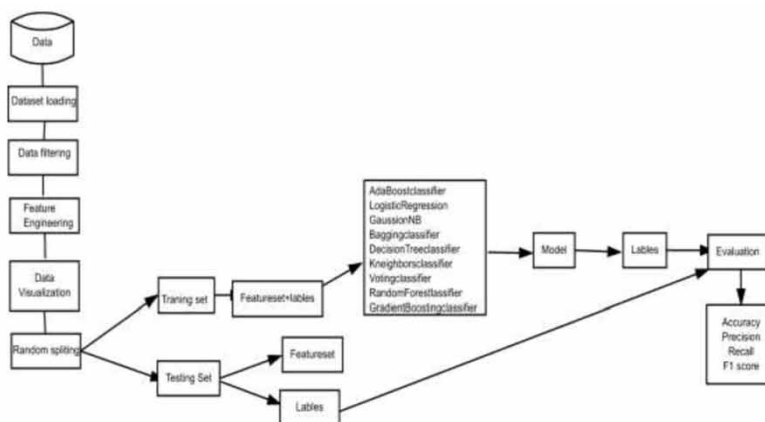 Data
Dataset loading
Data filtering
Feature
Engineering
Data
Visualization
Random spliting
Traning set
Featureset+lables
Testing Set
Featureset
Lables
AdaBoostclassifier
LogisticRegression
GaussionNB
Baggingclassifier
DecisionTreeclassifier
Kneighborsclassifier
Votingclassifier
RandomForestclassifier
GradientBoostingclassifier
Model
Lables
Evaluation
Accuracy
Precision
Recall
F1 score